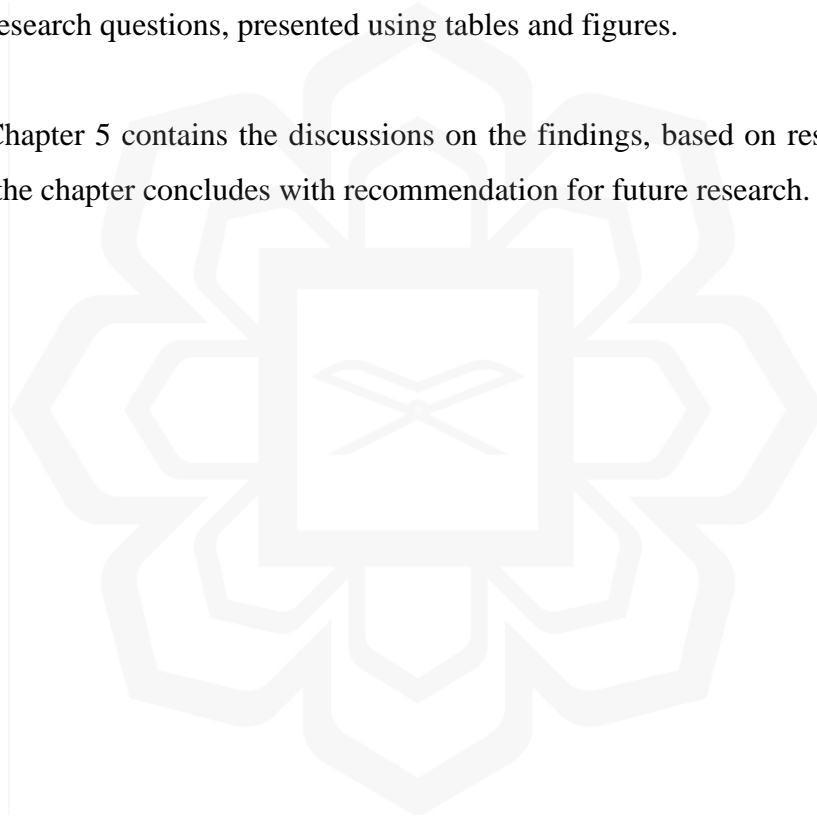 esearch questions, presented using tables and figures.
Chapter 5 contains the discussions on the findings, based on res
the chapter concludes with recommendation for future research.